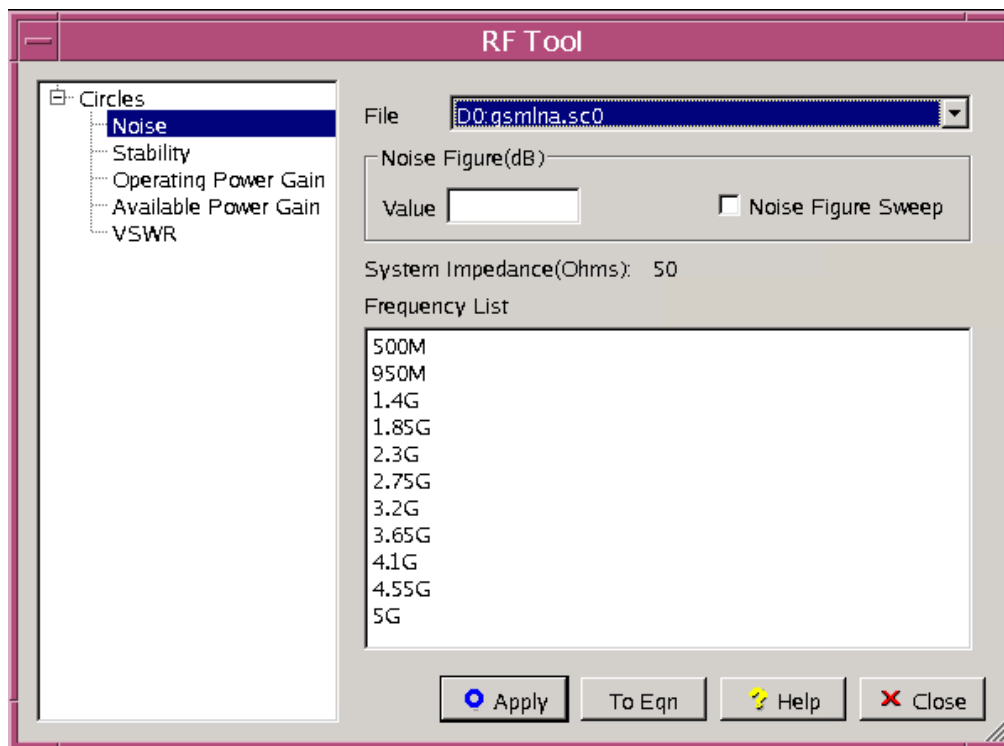 RF Tool
Circles
Noise
Stability
Operating Power Gain
Available Power Gain
VSWR
File D0:gsmlna.sc0
Noise Figure(dB)
Value Noise Figure Sweep
System Impedance(Ohms): 50
Frequency List
500M
950M
1.4G
1.85G
2.3G
2.75G
3.2G
3.65G
4.1G
4.55G
5G
Apply To Eqn Help Close